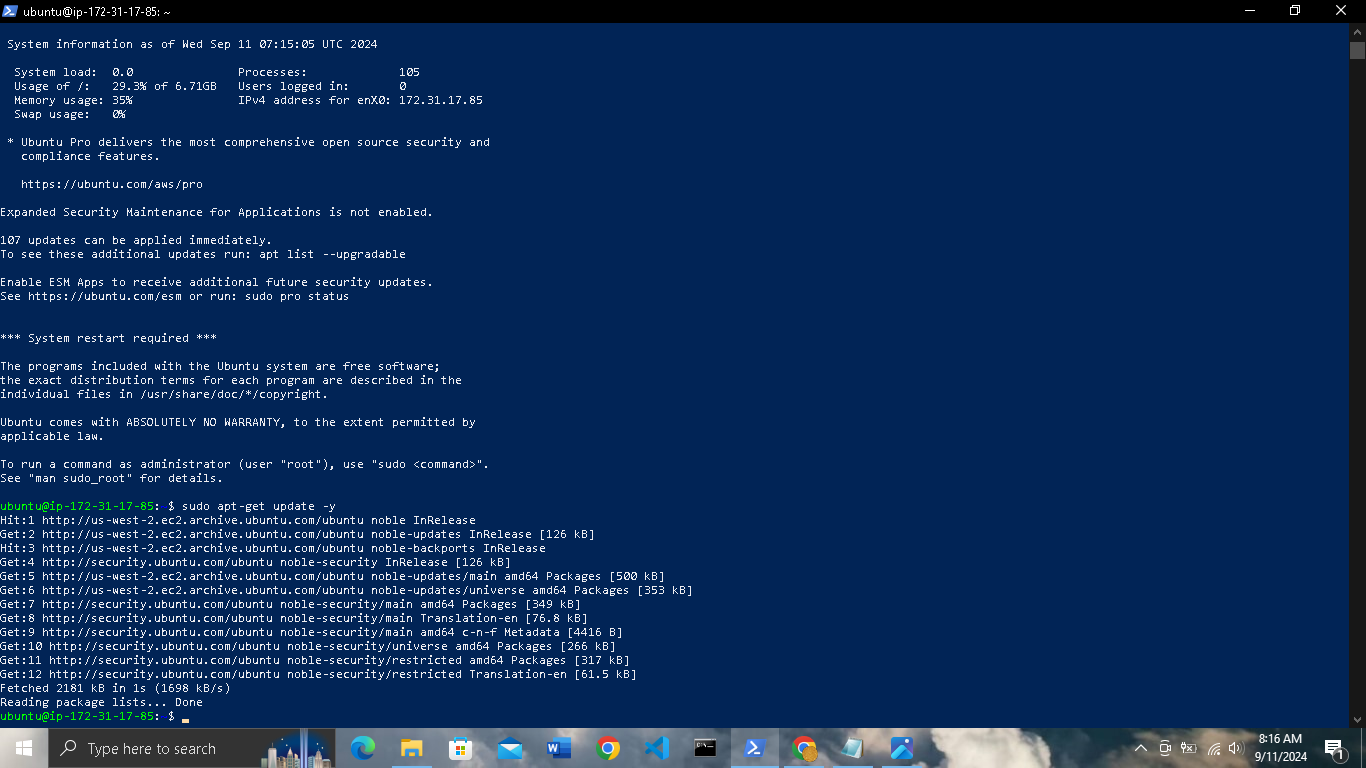 ubuntu@ip-172-31-17-85: ~
System information as of Wed Sep 11 07:15:05 UTC 2024
System load: 0.0 Processes: 105
Usage of /: 29.3% of 6.71GB Users logged in: 0
Memory usage: 35% IPv4 address for enX0: 172.31.17.85
Swap usage: 0%
* Ubuntu Pro delivers the most comprehensive open source security and
compliance features.
https://ubuntu.com/aws/pro
Expanded Security Maintenance for Applications is not enabled.
107 updates can be applied immediately.
To see these additional updates run: apt list --upgradable
Enable ESM Apps to receive additional future security updates.
See https://ubuntu.com/esm or run: sudo pro status
*** System restart required ***
The programs included with the Ubuntu system are free software;
the exact distribution terms for each program are described in the
individual files in /usr/share/doc/*/copyright.
Ubuntu comes with ABSOLUTELY NO WARRANTY, to the extent permitted by
applicable law.
To run a command as administrator (user "root"), use "sudo <command>".
See "man sudo_root" for details.
ubuntu@ip-172-31-17-85:~$ sudo apt-get update -y
Hit:1 http://us-west-2.ec2.archive.ubuntu.com/ubuntu noble InRelease
Get:2 http://us-west-2.ec2.archive.ubuntu.com/ubuntu noble-updates InRelease [126 kB]
Hit:3 http://us-west-2.ec2.archive.ubuntu.com/ubuntu noble-backports InRelease
Get:4 http://security.ubuntu.com/ubuntu noble-security InRelease [126 kB]
Get:5 http://us-west-2.ec2.archive.ubuntu.com/ubuntu noble-updates/main amd64 Packages [500 kB]
Get:6 http://us-west-2.ec2.archive.ubuntu.com/ubuntu noble-updates/universe amd64 Packages [353 kB]
Get:7 http://security.ubuntu.com/ubuntu noble-security/main amd64 Packages [349 kB]
Get:8 http://security.ubuntu.com/ubuntu noble-security/main Translation-en [76.8 kB]
Get:9 http://security.ubuntu.com/ubuntu noble-security/main amd64 c-n-f Metadata [4416 B]
Get:10 http://security.ubuntu.com/ubuntu noble-security/universe amd64 Packages [266 kB]
Get:11 http://security.ubuntu.com/ubuntu noble-security/restricted amd64 Packages [317 kB]
Get:12 http://security.ubuntu.com/ubuntu noble-security/restricted Translation-en [61.5 kB]
Fetched 2181 kB in 1s (1698 kB/s)
Reading package lists... Done
ubuntu@ip-172-31-17-85:~$
Type here to search
8:16 AM
9/11/2024
1